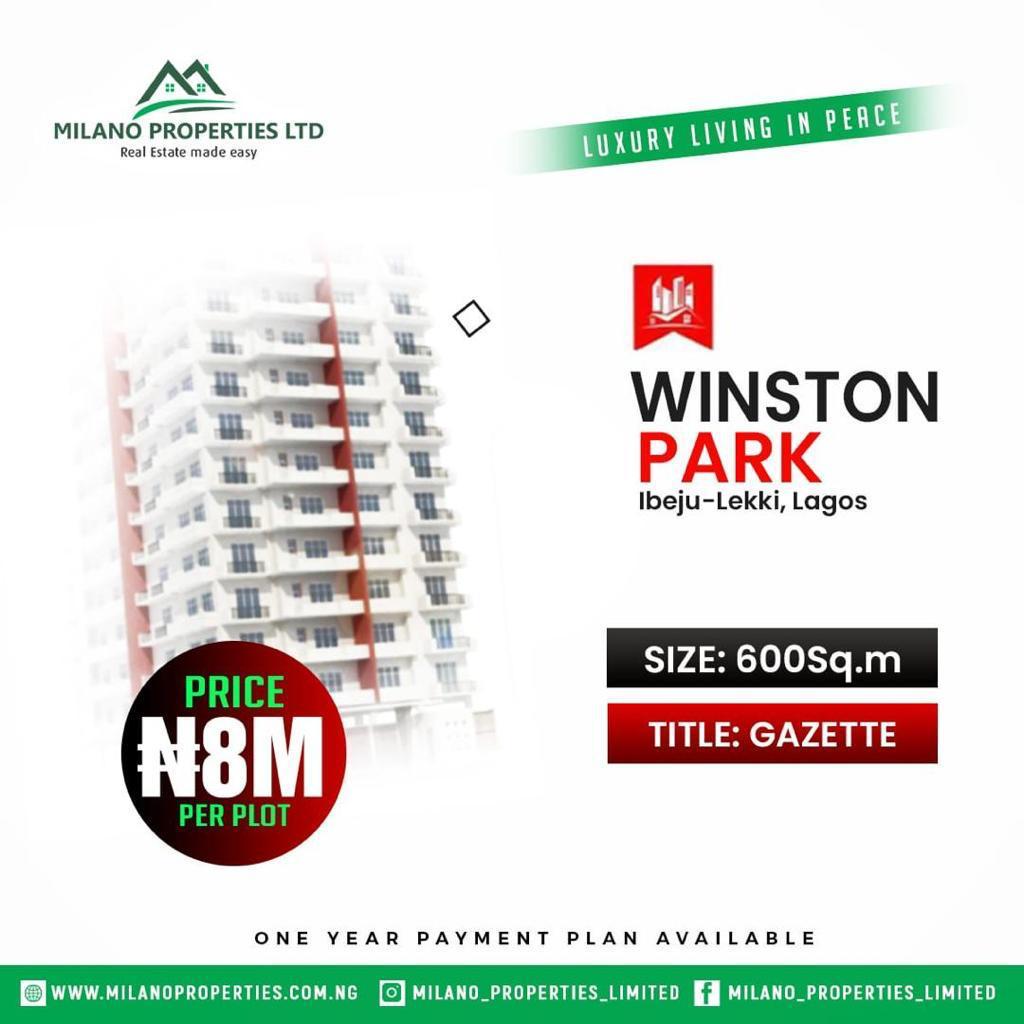 MILANO PROPERTIES LTD
Real Estate made easy
LUXURY LIVING IN PEACE
WINSTON
PARK
Ibeju-Lekki, Lagos
SIZE: 600Sq.m
TITLE: GAZETTE
PRICE
₦8M
PER PLOT
ONE YEAR PAYMENT PLAN AVAILABLE
WWW.MILANOPROPERTIES.COM.NG MILANO_PROPERTIES_LIMITED MILANO_PROPERTIES_LIMITED